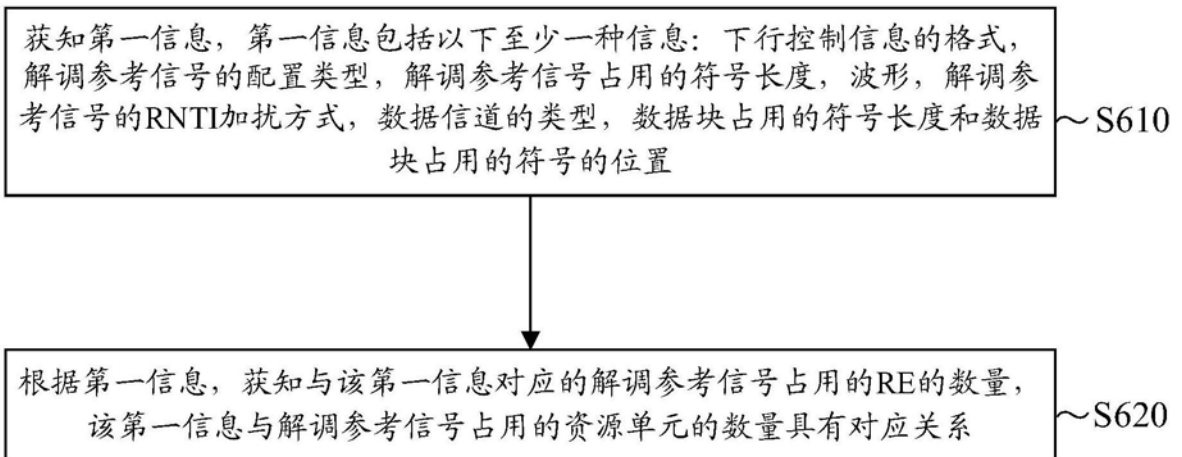 获知第一信息，第一信息包括以下至少一种信息：下行控制信息的格式，
解调参考信号的配置类型，解调参考信号占用的符号长度，波形，解调参
考信号的RNTI加扰方式，数据信道的类型，数据块占用的符号长度和数据
块占用的符号的位置
S610
根据第一信息，获知与该第一信息对应的解调参考信号占用的RE的数量，
该第一信息与解调参考信号占用的资源单元的数量具有对应关系
S620